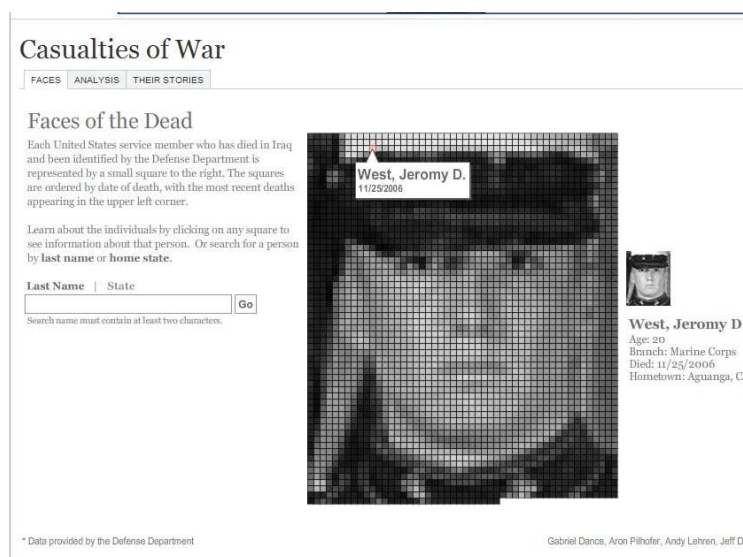 Casualties of War
FACES
ANALYSIS
THEIR STORIES
Faces of the Dead
Each United States service member who has died in Iraq
and been identified by the Defense Department is
represented by a small square to the right. The squares
are ordered by date of death, with the most recent deaths
appearing in the upper left corner.
Learn about the individuals by clicking on any square to
see information about that person. Or search for a person
by last name or home state.
Last Name | State
Go
Search name must contain at least two characters.
West, Jeromy D.
11/25/2006
West, Jeromy D
Age: 20
Branch: Marine Corps
Died: 11/25/2006
Hometown: Aguanga, C
* Data provided by the Defense Department
Gabriel Dance, Aron Pilhofer, Andy Lehren, Jeff D